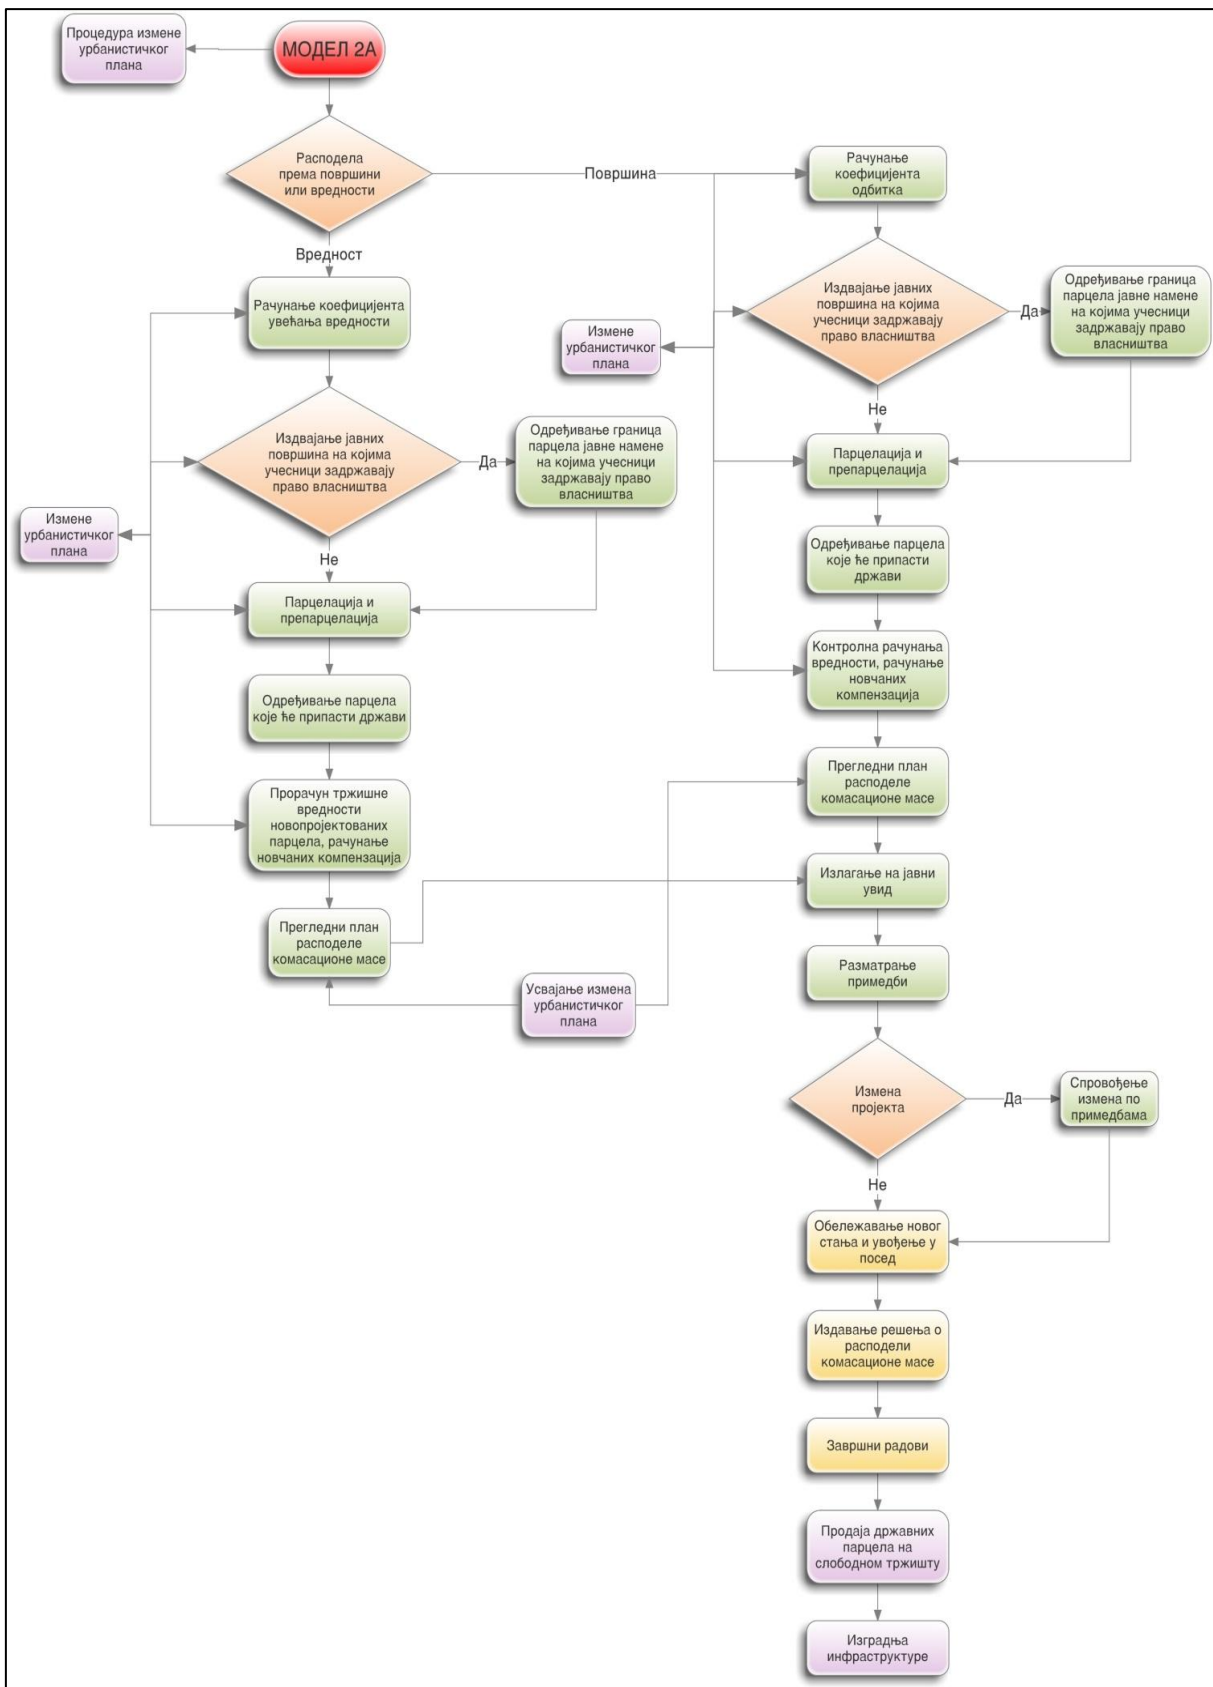 Процедура измене
урбанистичког
плана
МОДЕЛ 2А
Расподела
према површини
или вредности
Површина
Рачунање
коефицијента
одбитка
Вредност
Рачунање коефицијента
увећања вредности
Издвајање јавних
површина на којима
учесници задржавају
право власништва
Да
Одређивање граница
парцела јавне намене
на којима учесници
задржавају право
власништва
Измене
урбанистичког
плана
Не
Парцелација и
препарцелација
Одређивање парцела
које ће припасти држави
Прорачун тржишне
вредности
новопројектованих
парцела, рачунање
новчаних компензација
Прегледни план
расподеле
комасационе масе
Усвајање измена
урбанистичког
плана
Издвајање јавних
површина на којима
учесници задржавају
право власништва
Да
Одређивање граница
парцела јавне намене
на којима учесници
задржавају право
власништва
Измене
урбанистичког
плана
Не
Парцелација и
препарцелација
Одређивање парцела
које ће припасти
држави
Контролна рачунања
вредности, рачунање
новчаних
компензација
Прегледни план
расподеле
комасационе масе
Излагање на јавни
увид
Разматрање
примедби
Измена
пројекта
Да
Спровођење
измена по
примедбама
Не
Обележавање новог
стања и увођење у
посед
Издавање решења о
расподели
комасационе масе
Завршни радови
Продаја државних
парцела на
слободном тржишту
Изградња
инфраструктуре